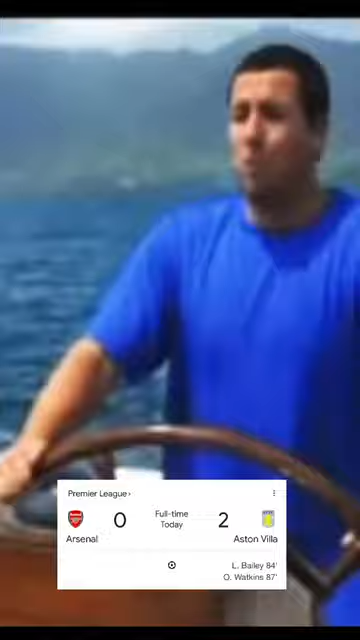 Premier League ›
0 Full-time 2
Today
Arsenal Aston Villa
L. Bailey 84'
O. Watkins 87'